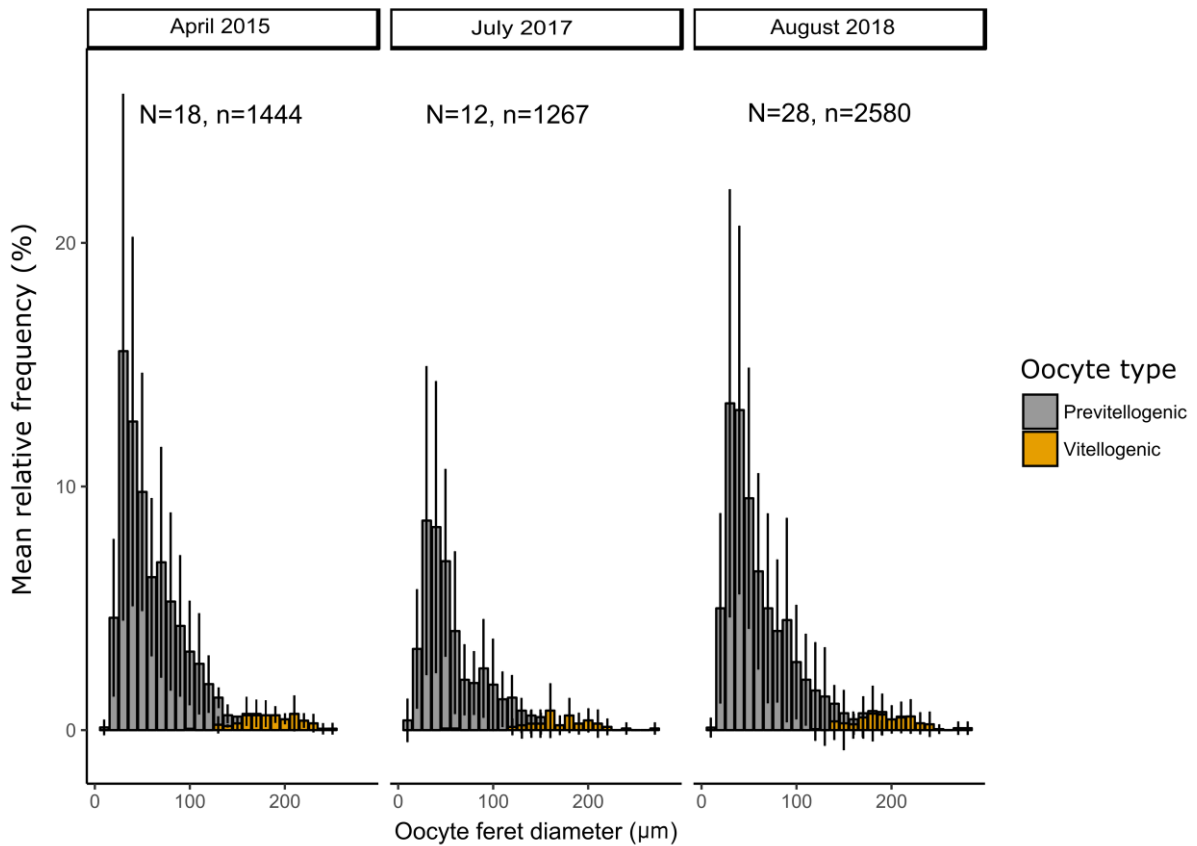 April 2015
July 2017
August 2018
N=18, n=1444
N=12, n=1267
N=28, n=2580
Mean relative frequency (%)
20
10
0
0 100 200
0 100 200
0 100 200
Oocyte feret diameter (μm)
Oocyte type
Previtellogenic
Vitellogenic